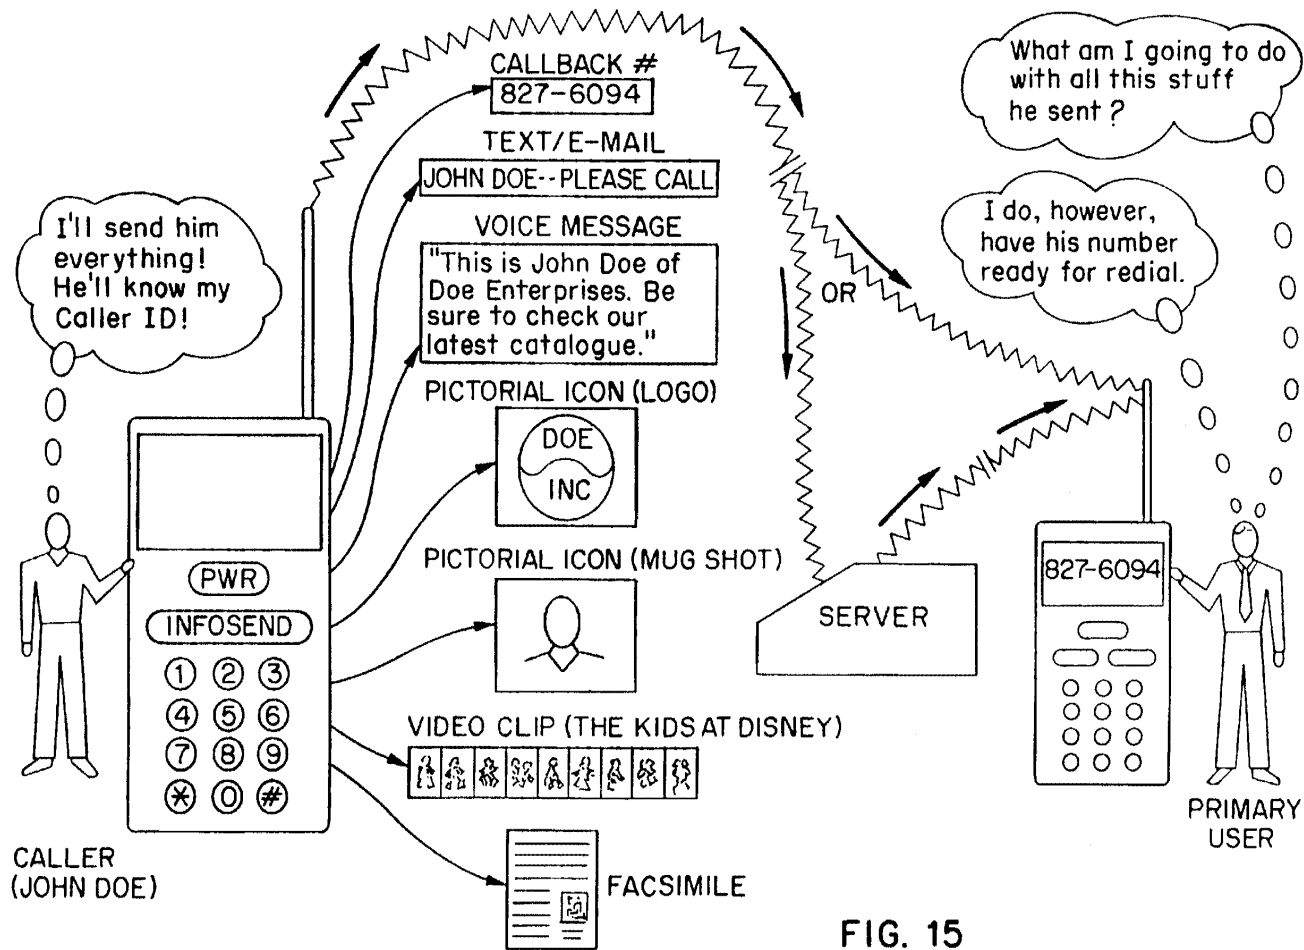 CALLBACK #
827-6094
TEXT/E-MAIL
JOHN DOE--PLEASE CALL
VOICE MESSAGE
"This is John Doe of
Doe Enterprises. Be
sure to check our
latest catalogue."
PICTORIAL ICON (LOGO)
DOE
INC
PICTORIAL ICON (MUG SHOT)
VIDEO CLIP (THE KIDS AT DISNEY)
FACSIMILE
I'll send him
everything!
He'll know my
Caller ID!
PWR
INFOSEND
1 2 3
4 5 6
7 8 9
* 0 #
CALLER
(JOHN DOE)
OR
SERVER
What am I going to do
with all this stuff
he sent?
I do, however,
have his number
ready for redial.
827-6094
PRIMARY
USER
FIG. 15